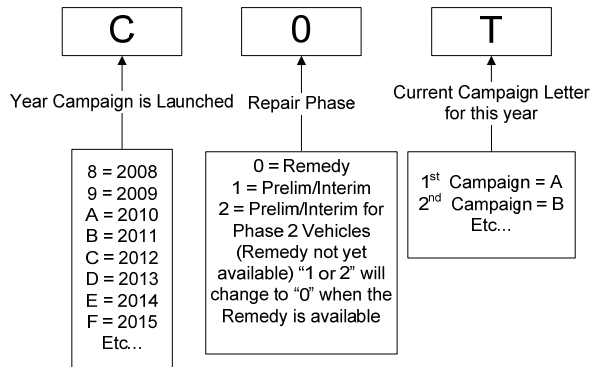 C
0
T
Year Campaign is Launched
Repair Phase
Current Campaign Letter
for this year
8 = 2008
9 = 2009
A = 2010
B = 2011
C = 2012
D = 2013
E = 2014
F = 2015
Etc...
0 = Remedy
1 = Prelim/Interim
2 = Prelim/Interim for
Phase 2 Vehicles
(Remedy not yet
available) “1 or 2” will
change to “0” when the
Remedy is available
1st Campaign = A
2nd Campaign = B
Etc...